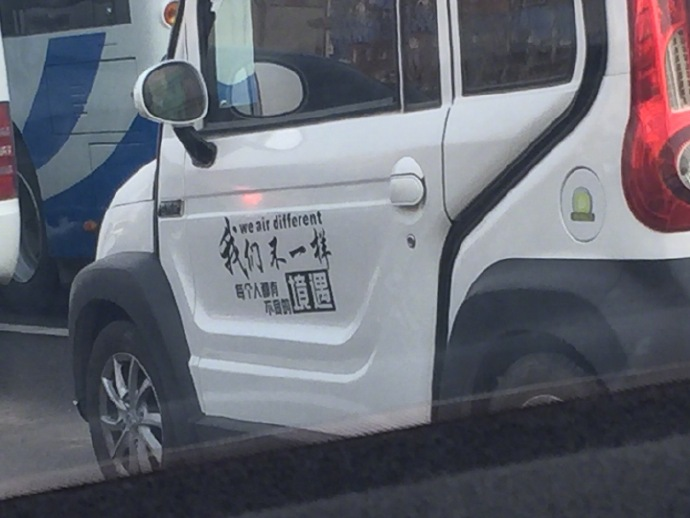 we air different
我们不一样
每个人都有
不同的境遇